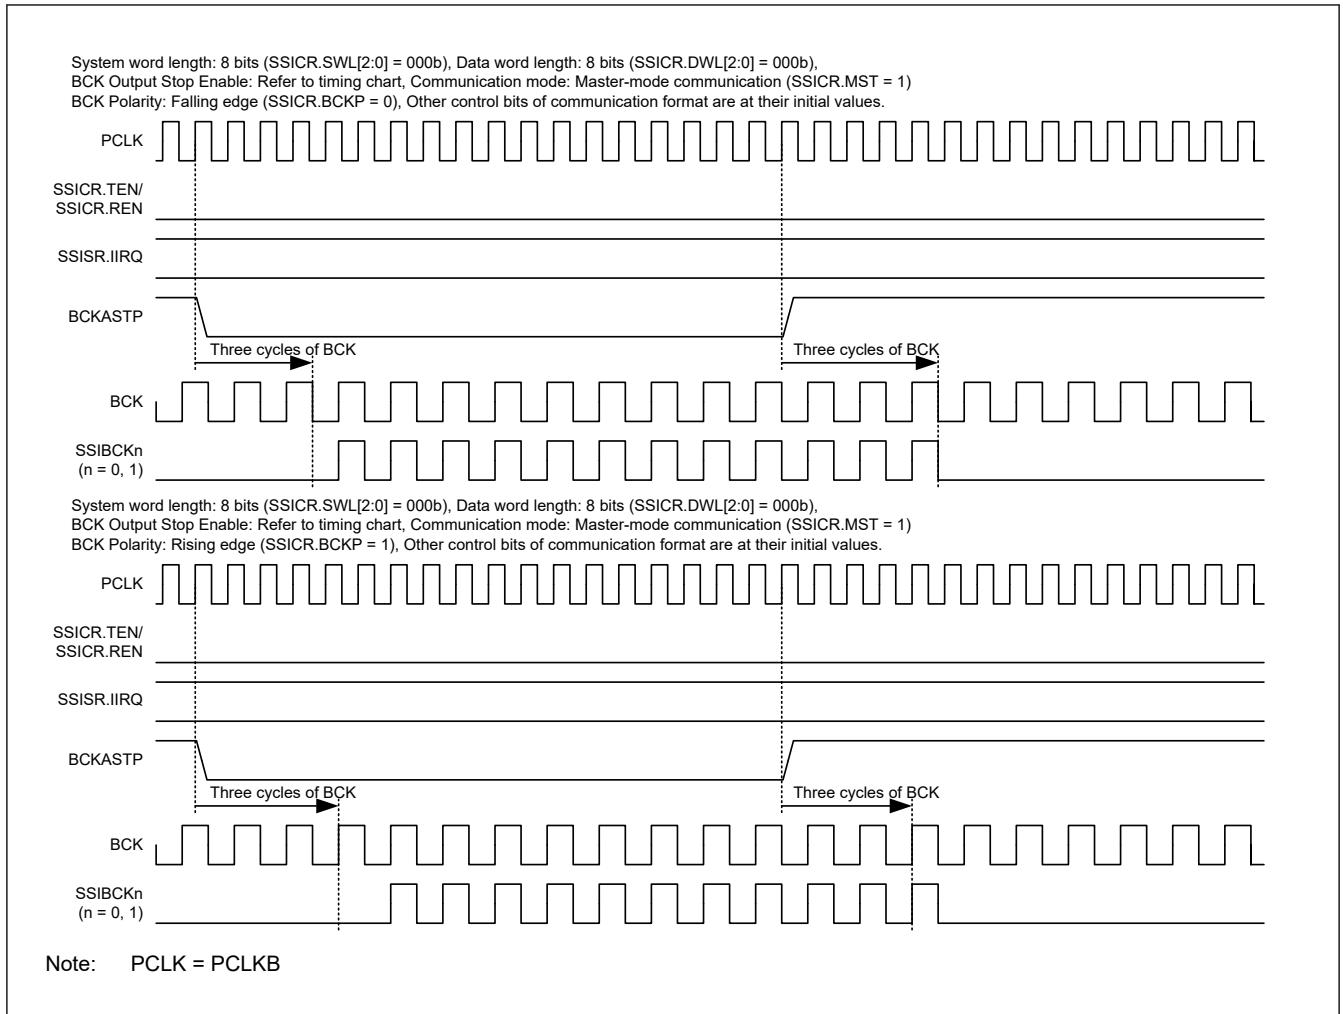 System word length: 8 bits (SSICR.SWL[2:0] = 000b), Data word length: 8 bits (SSICR.DWL[2:0] = 000b),
BCK Output Stop Enable: Refer to timing chart, Communication mode: Master-mode communication (SSICR.MST = 1)
BCK Polarity: Falling edge (SSICR.BCKP = 0), Other control bits of communication format are at their initial values.
PCLK
SSICR.TEN/
SSICR.REN
SSISR.IIRQ
BCKASTP
Three cycles of BCK Three cycles of BCK
BCK
SSIBCKn
(n = 0, 1)
System word length: 8 bits (SSICR.SWL[2:0] = 000b), Data word length: 8 bits (SSICR.DWL[2:0] = 000b),
BCK Output Stop Enable: Refer to timing chart, Communication mode: Master-mode communication (SSICR.MST = 1)
BCK Polarity: Rising edge (SSICR.BCKP = 1), Other control bits of communication format are at their initial values.
PCLK
SSICR.TEN/
SSICR.REN
SSISR.IIRQ
BCKASTP
Three cycles of BCK Three cycles of BCK
BCK
SSIBCKn
(n = 0, 1)
Note: PCLK = PCLKB